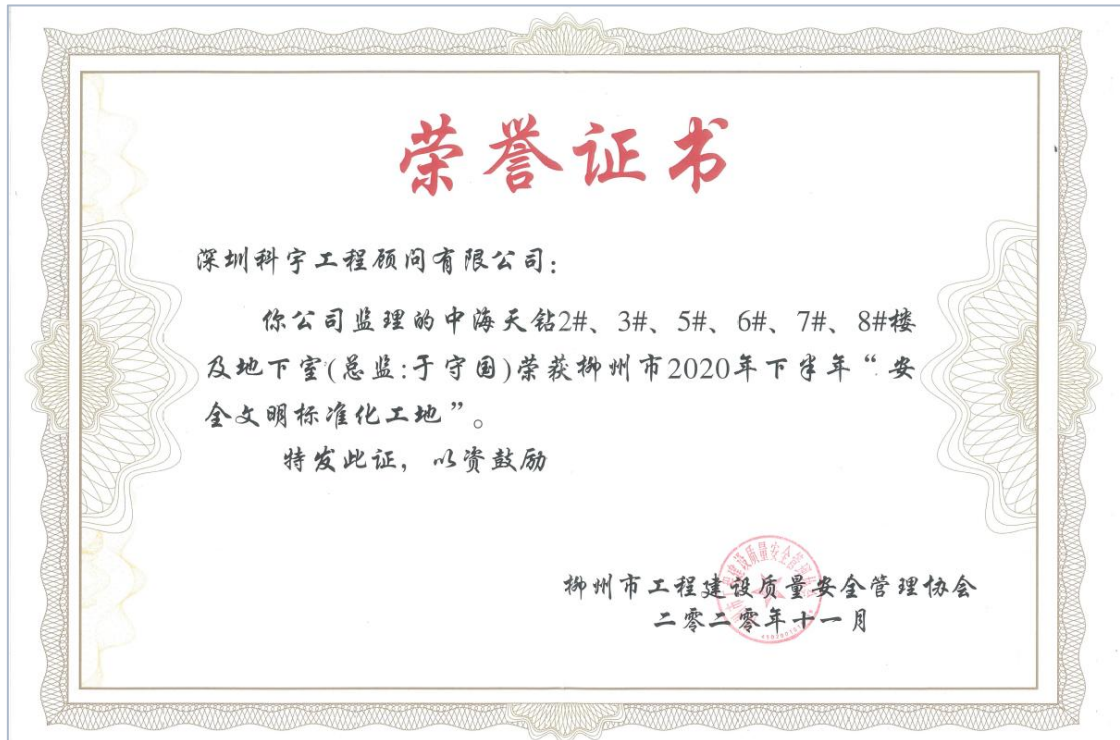 荣誉证书
深圳科宇工程顾问有限公司：
你公司监理的中海天钻2#、3#、5#、6#、7#、8#楼
及地下室(总监:于守国)荣获柳州市2020年下半年“安
全文明标准化工地”。
特发此证，以资鼓励
柳州市工程建设质量安全管理协会
二零二零年十一月